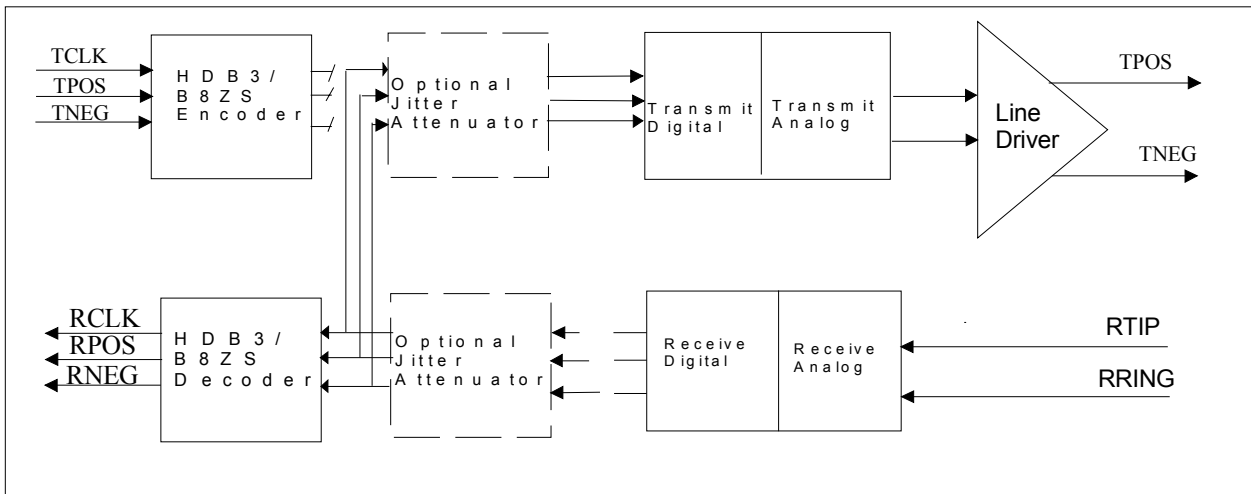 TCLK
TPOS
TNEG
HDB3/
B8ZS
Encoder
Optional
Jitter
Attenuator
Transmit
Digital
Transmit
Analog
Line
Driver
TPOS
TNEG
RCLK
RPOS
RNEG
HDB3/
B8ZS
Decoder
Optional
Jitter
Attenuator
Receive
Digital
Receive
Analog
RTIP
RRING